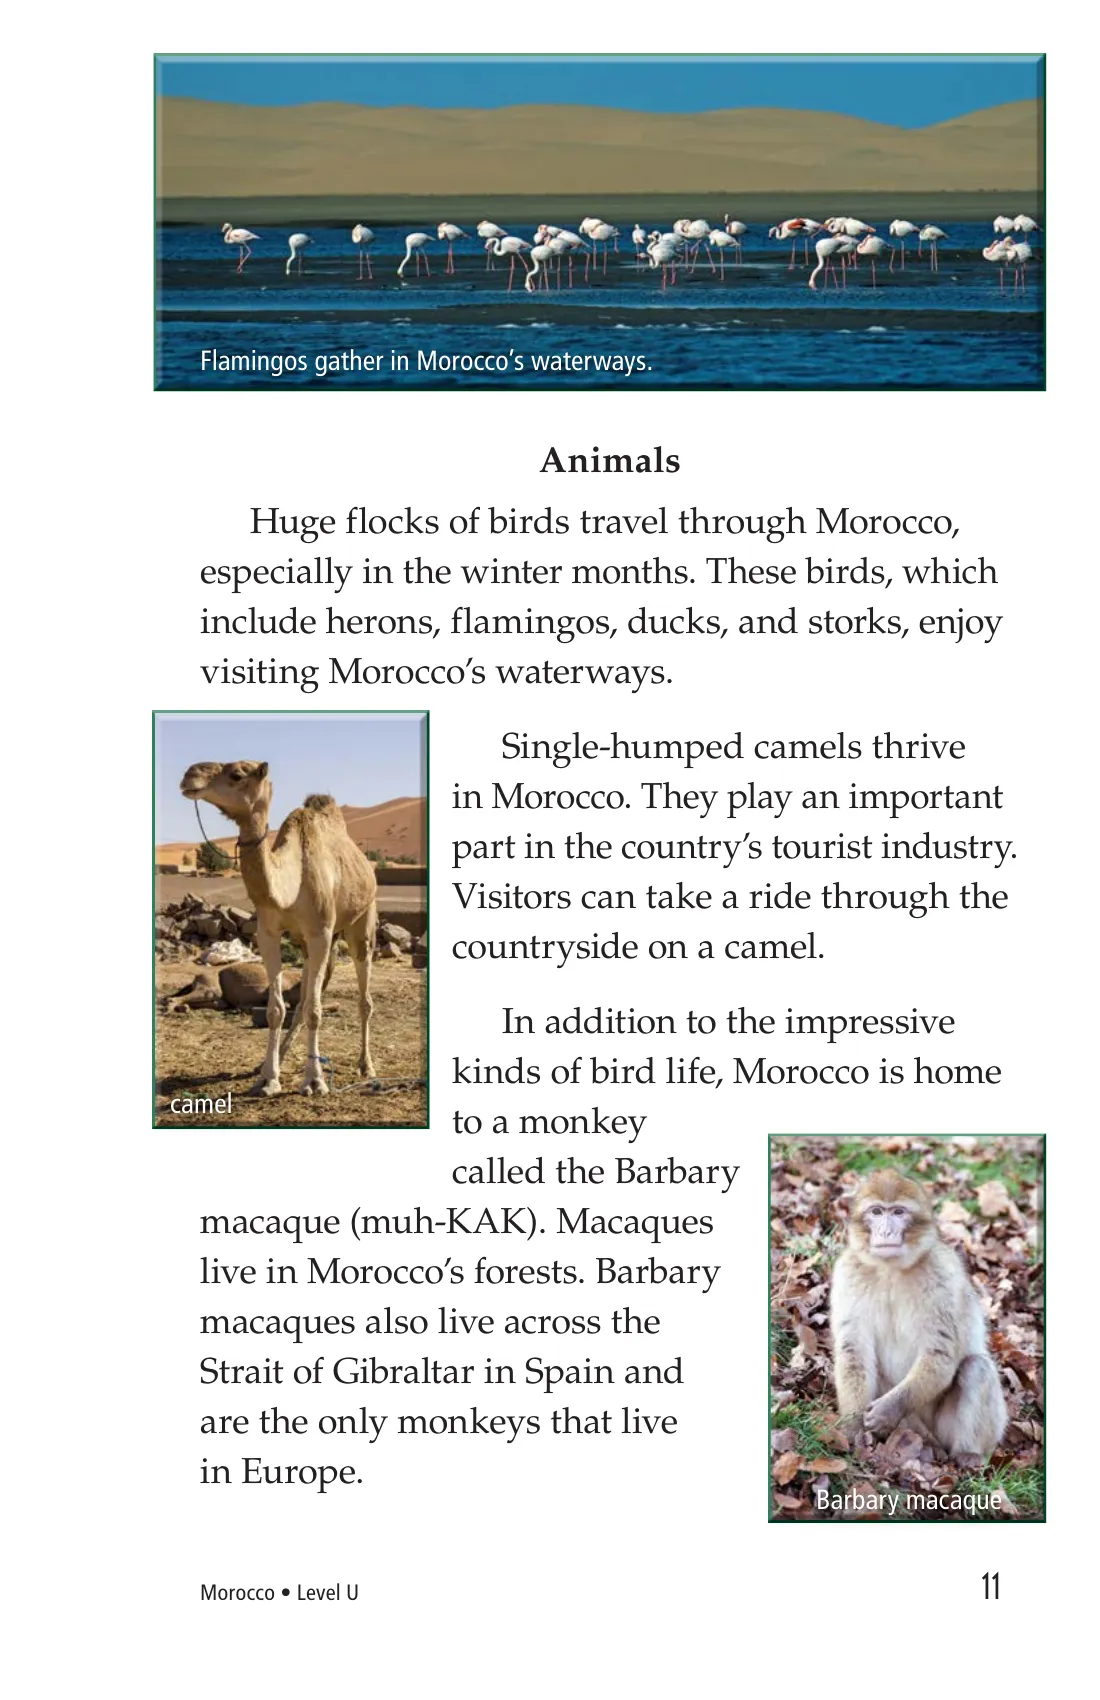 Flamingos gather in Morocco's waterways.
Animals
Huge flocks of birds travel through Morocco,
especially in the winter months. These birds, which
include herons, flamingos, ducks, and storks, enjoy
visiting Morocco's waterways.
Single-humped camels thrive
in Morocco. They play an important
part in the country's tourist industry.
Visitors can take a ride through the
countryside on a camel.
In addition to the impressive
kinds of bird life, Morocco is home
to a monkey
called the Barbary
macaque (muh-KAK). Macaques
live in Morocco's forests. Barbary
macaques also live across the
Strait of Gibraltar in Spain and
are the only monkeys that live
in Europe.
camel
Barbary macaque
Morocco • Level U
11